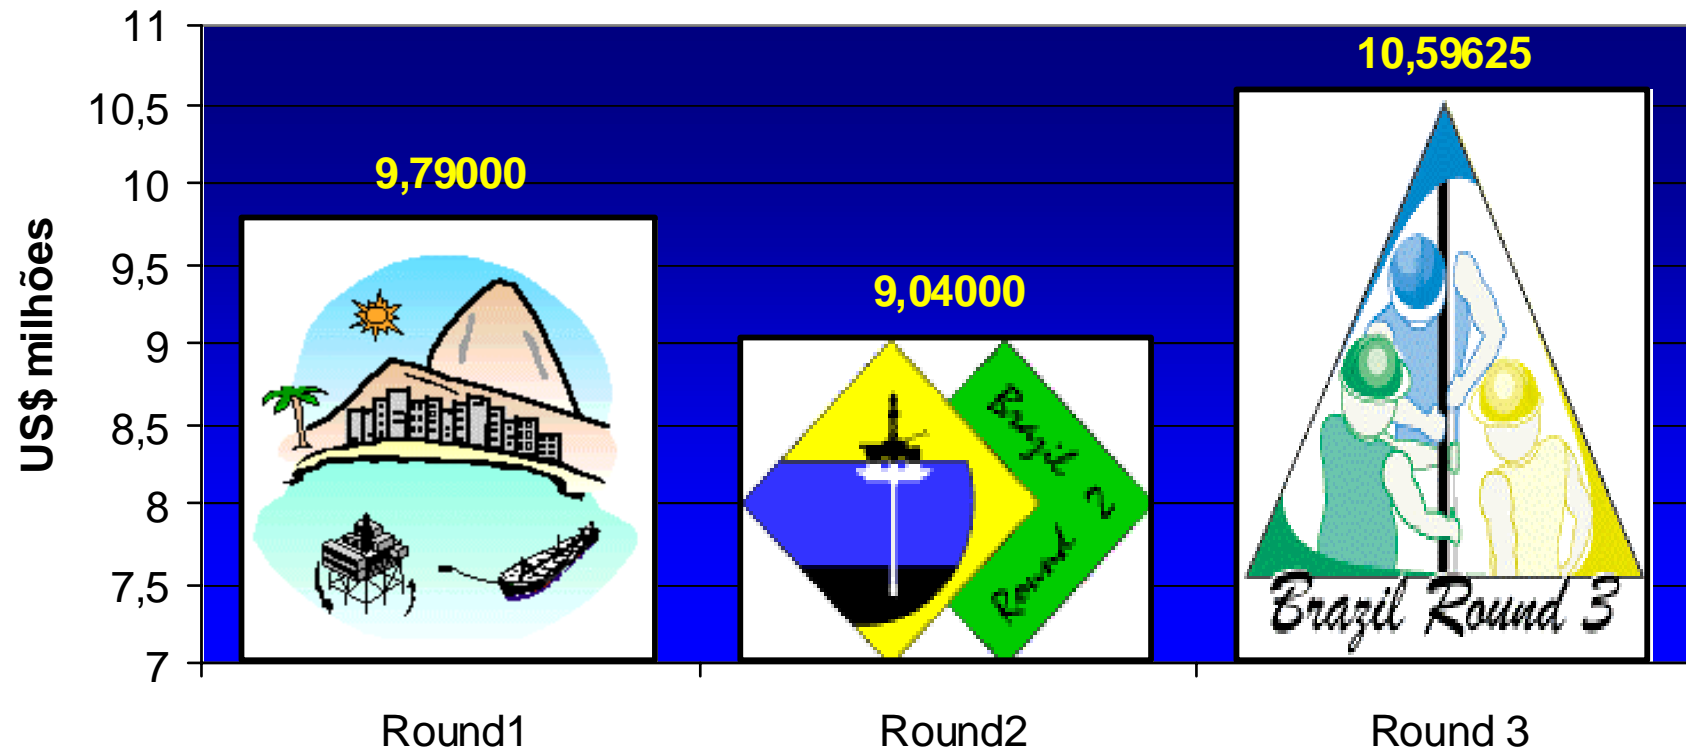 US$ milhões
11
10,5
10
9,5
9
8,5
8
7,5
7
9,79000
9,04000
10,59625
Brazil
Round 2
Brazil Round 3
Round1
Round2
Round 3